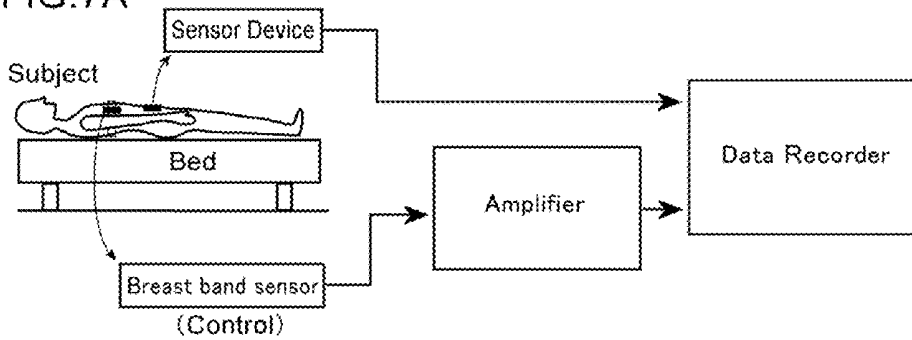 FIG.7A
Sensor Device
Subject
Bed
Data Recorder
Amplifier
Breast band sensor
(Control)